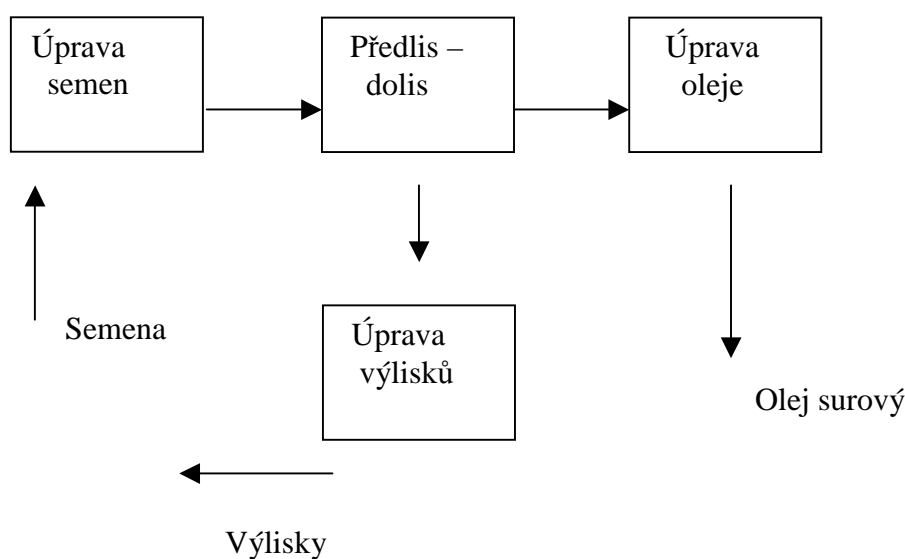 Úprava
semen
Předlis –
dolis
Úprava
oleje
Semena
Úprava
výlisků
Olej surový
Výlisky